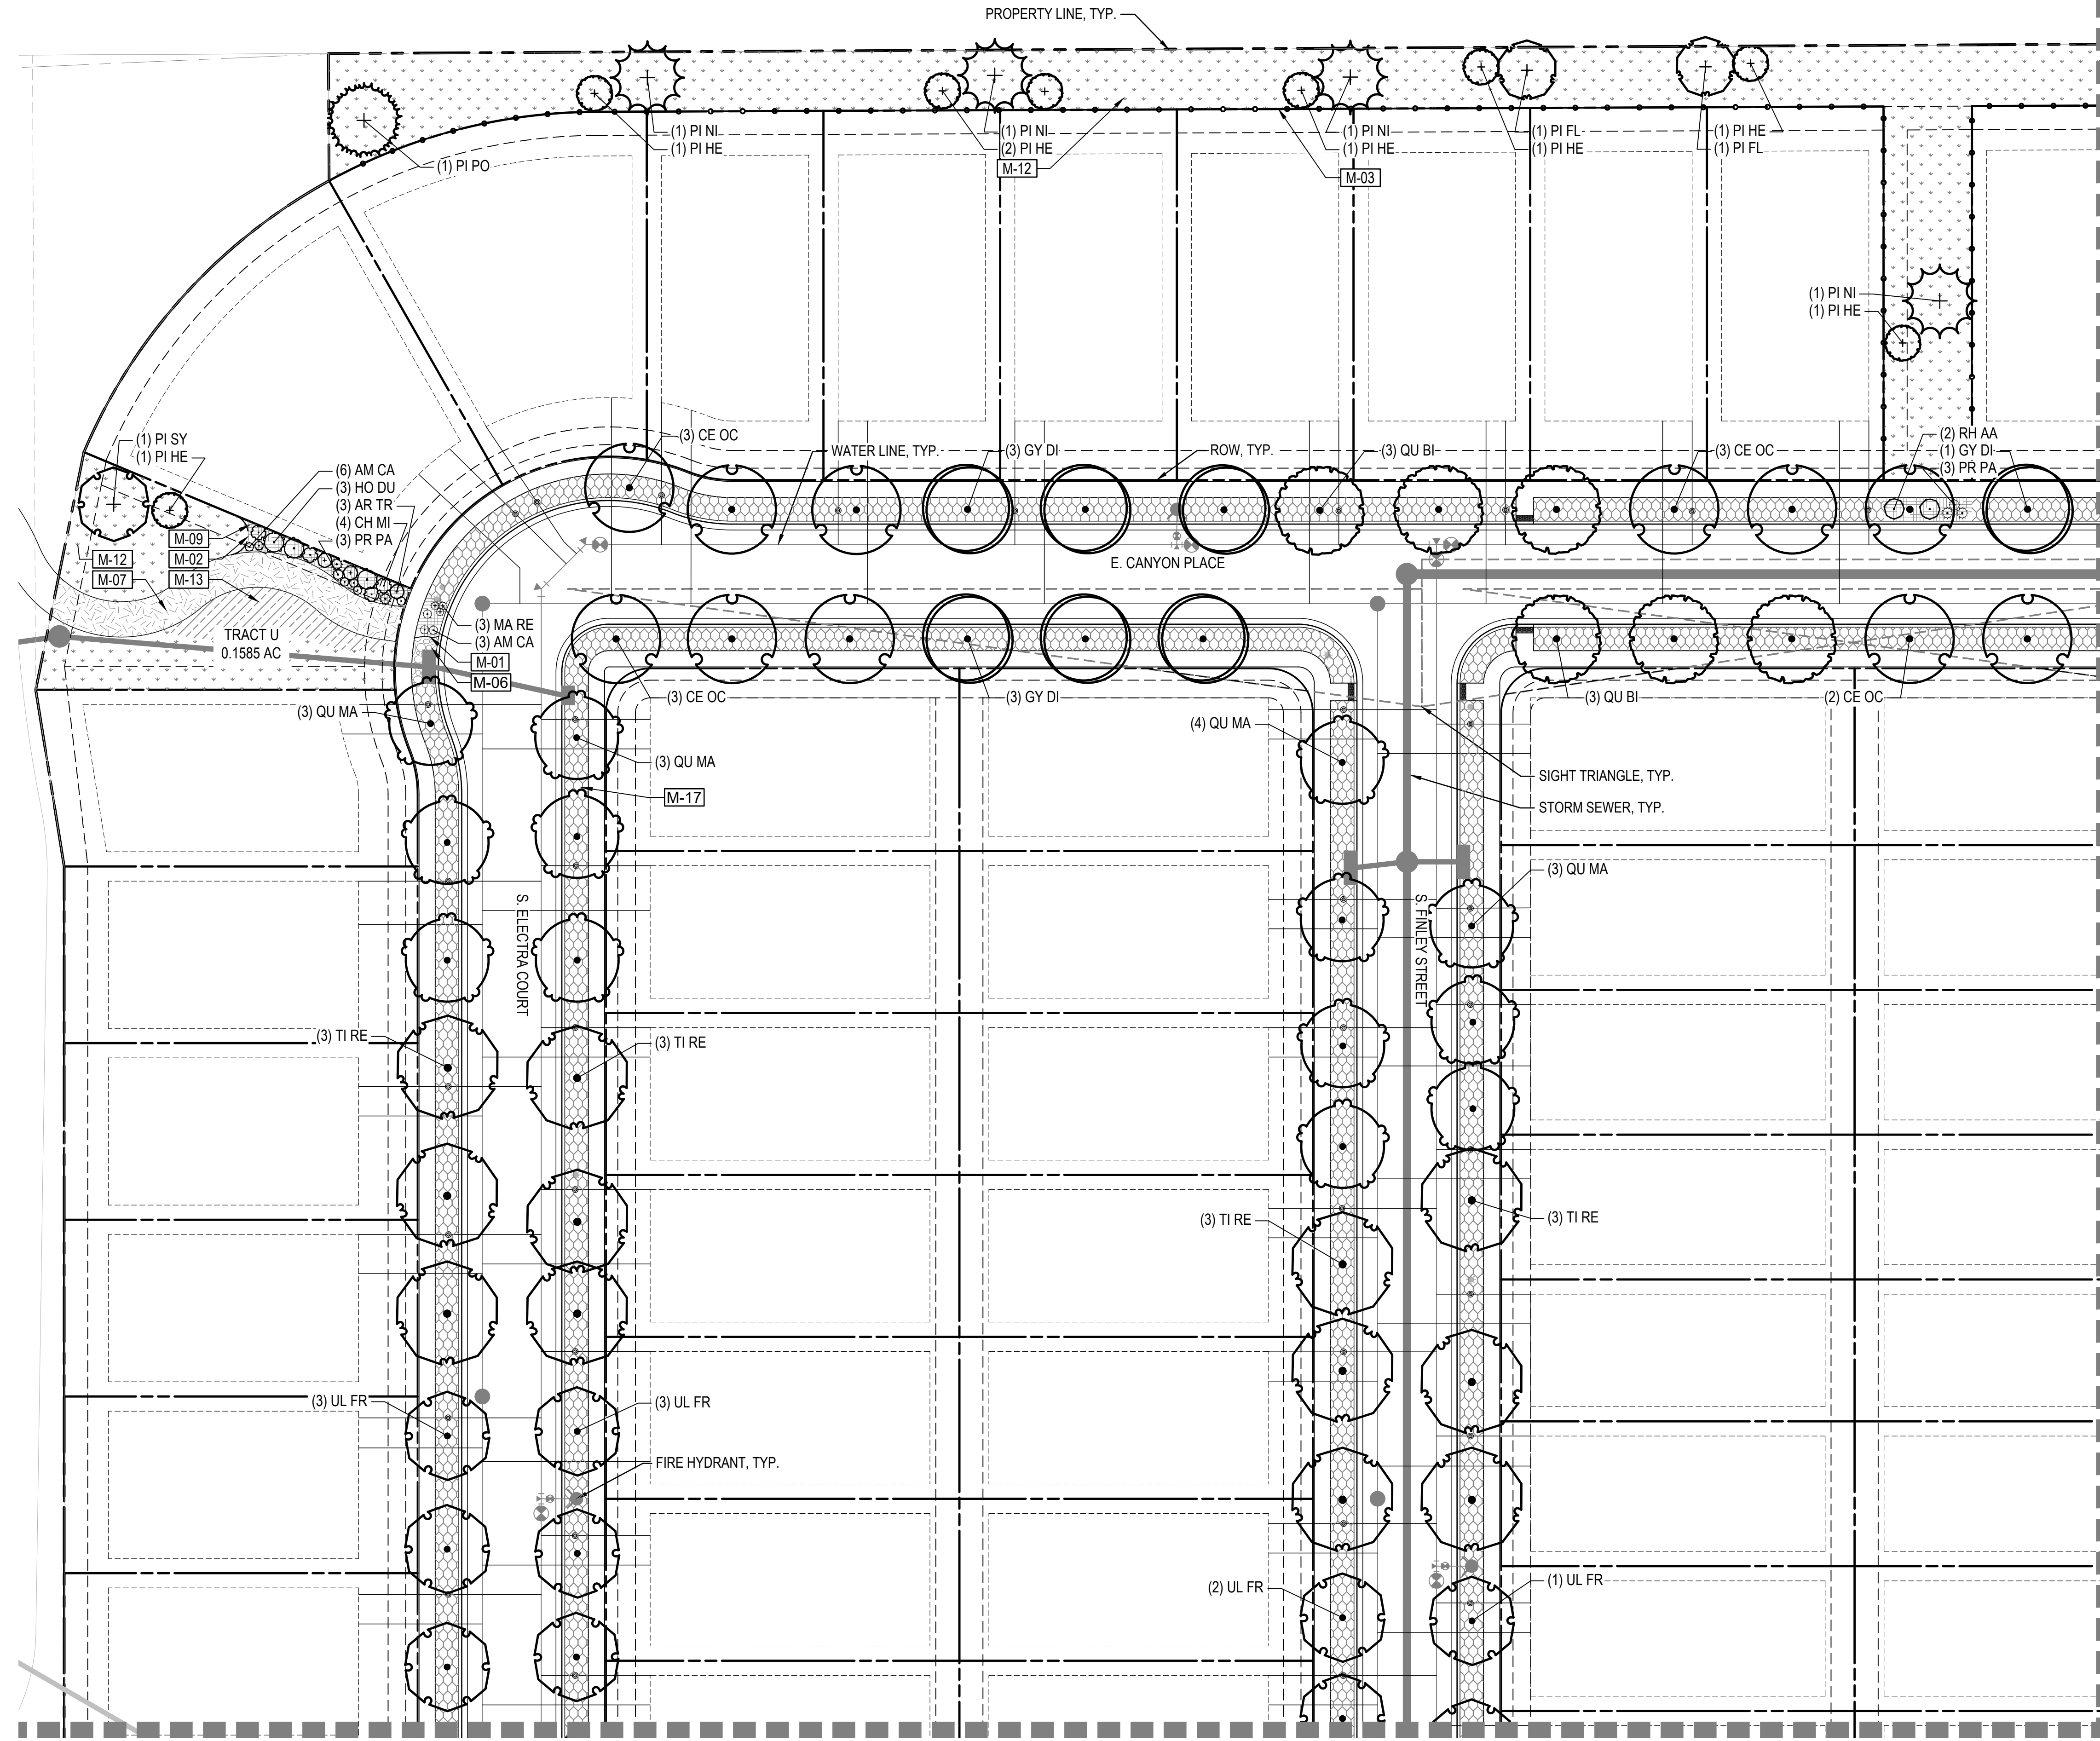 PROPERTY LINE, TYP.
(1) PI NI
(1) PI HE
(1) PI NI
(2) PI HE
M-12
(1) PI NI
(1) PI HE
M-03
(1) PI FL
(1) PI HE
(1) PI HE
(1) PI FL
(1) PI PO
(1) PI NI
(1) PI HE
(1) PI SY
(1) PI HE
(3) CE OC
WATER LINE, TYP.
(3) GY DI
ROW, TYP.
(3) QU BI
(3) CE OC
(2) RH AA
(1) GY DI
(3) PR PA
(6) AM CA
(3) HO DU
(3) AR TR
(4) CH MI
(3) PR PA
M-09
M-02
M-13
M-12
M-07
E. CANYON PLACE
TRACT U
0.1585 AC
(3) MA RE
(3) AM CA
M-01
M-06
(3) QU MA
(3) CE OC
(3) GY DI
(4) QU MA
(3) QU BI
(2) CE OC
(3) QU MA
M-17
SIGHT TRIANGLE, TYP.
STORM SEWER, TYP.
(3) QU MA
S. ELECTRA COURT
S. FINLEY STREET
(3) TI RE
(3) TI RE
(3) TI RE
(3) TI RE
(3) UL FR
(3) UL FR
FIRE HYDRANT, TYP.
(2) UL FR
(1) UL FR